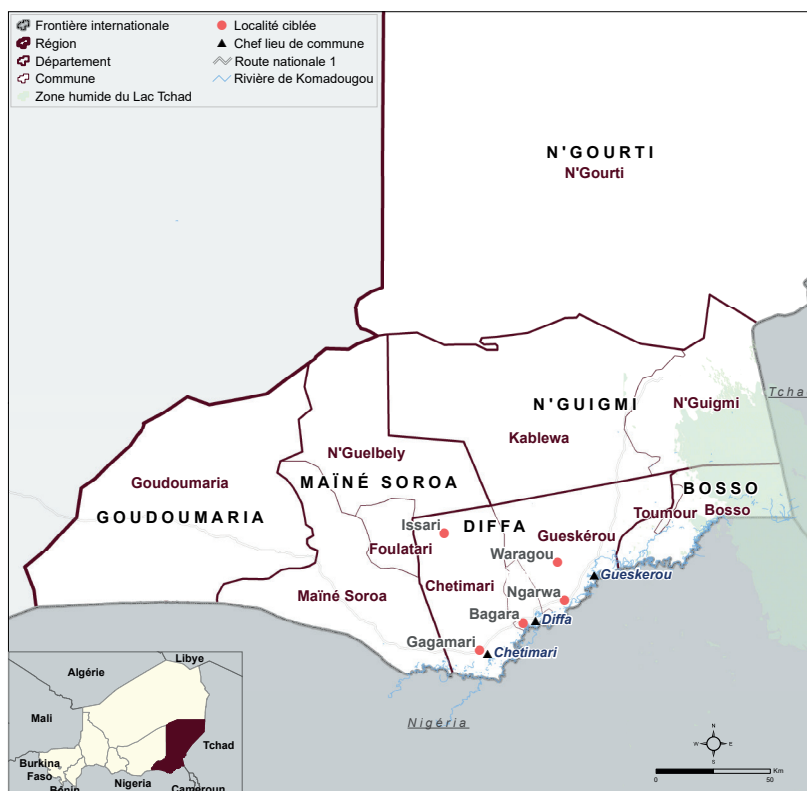 Frontière internationale
Région
Département
Commune
Zone humide du Lac Tchad
Localité ciblée
Chef lieu de commune
Route nationale 1
Rivière de Komadougou
N'GOURTI
N'Gourti
Tcha
N'GUIGMI
N'Guigmi
Kablewa
N'Guelbely
MAÏNÉ SOROA
Goudoumaria
GOUDOUMARIA
BOSSO
Toumour
Bosso
Issari
DIFFA
Gueskérou
Foulatari
Waragou
Gueskerou
Chetimari
Maïné Soroa
Ngarwa
Bagara
Diffa
Gagamari
Chetimari
Nigéria
Libye
Algérie
Mali
Tchad
Burkina
Faso
Bénin
Nigeria
Cameroun
N
W
E
S
Km
0
50